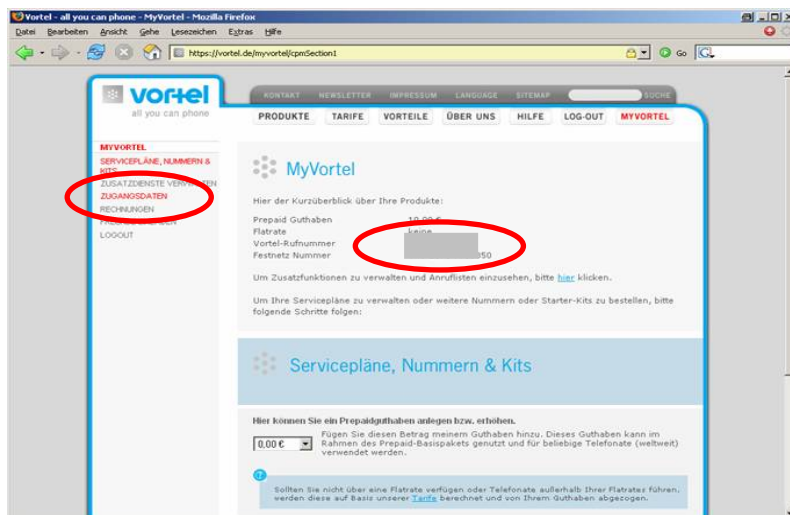 Vortel - all you can phone - MyVortel - Mozilla Firefox
Datei Bearbeiten Ansicht Gehe Lesezeichen Extras Hilfe
https://vortel.de/myvortel/cpmSection1
Go
vortel
all you can phone
KONTAKT NEWSLETTER IMPRESSUM LANGUAGE SITEMAP SUCHE
PRODUKTE TARIFE VORTEILE ÜBER UNS HILFE LOG-OUT MYVORTEL
MYVORTEL
SERVICEPLÄNE, NUMMERN &
KITS
ZUSATZDIENSTE VERWALTEN
ZUGANGSDATEN
RECHNUNGEN
LOGOUT
MyVortel
Hier der Kurzüberblick über Ihre Produkte:
Prepaid Guthaben 10,00 €
Flatrate keine
Vortel-Rufnummer
Festnetz Nummer 350
Um Zusatzfunktionen zu verwalten und Anruflisten einzusehen, bitte hier klicken.
Um Ihre Servicepläne zu verwalten oder weitere Nummern oder Starter-Kits zu bestellen, bitte
folgende Schritte folgen:
Servicepläne, Nummern & Kits
Hier können Sie ein Prepaidguthaben anlegen bzw. erhöhen.
0,00 €
Fügen Sie diesen Betrag meinem Guthaben hinzu. Dieses Guthaben kann im
Rahmen des Prepaid-Basispakets genutzt und für beliebige Telefonate (weltweit)
verwendet werden.
Sollten Sie nicht über eine Flatrate verfügen oder Telefonate außerhalb Ihrer Flatrates führen,
werden diese auf Basis unserer Tarife berechnet und von Ihrem Guthaben abgezogen.